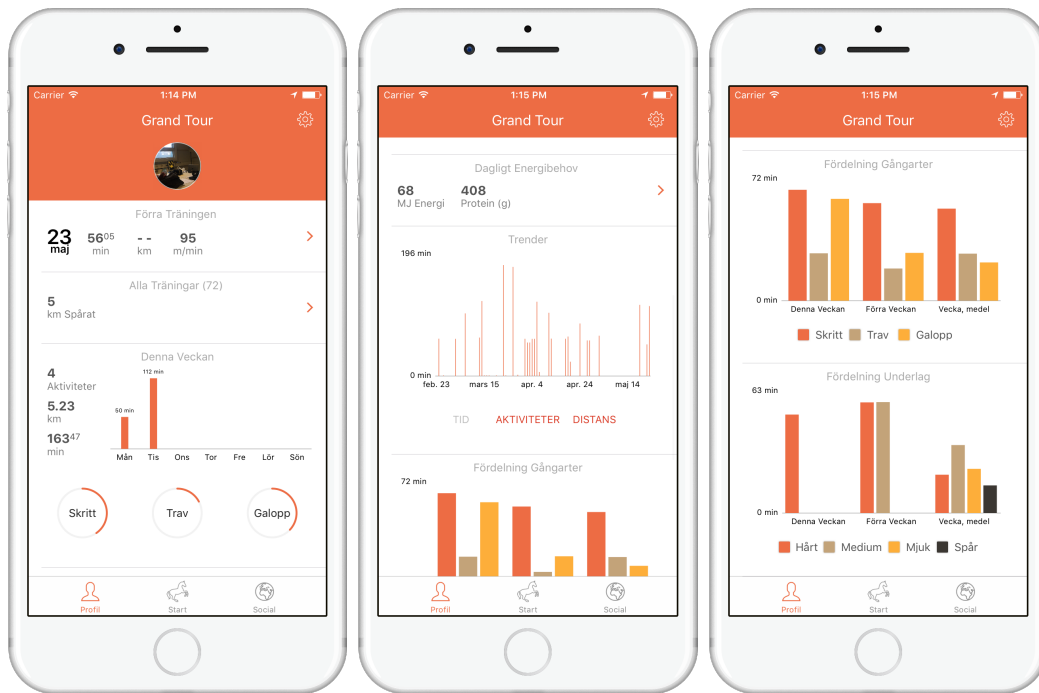 Carrier 1:14 PM
Grand Tour
Förra Träningen
23 maj
56⁰⁵ min
- - km
95 m/min
Alla Träningar (72)
5
km Spårat
Denna Veckan
4
Aktiviteter
5.23
km
163⁴⁷
min
50 min
112 min
Mån Tis Ons Tor Fre Lör Sön
Skritt Trav Galopp
Profil Start Social
Carrier 1:15 PM
Grand Tour
Dagligt Energibehov
68 408
MJ Energi Protein (g)
Trender
196 min
0 min
feb. 23 mars 15 apr. 4 apr. 24 maj 14
TID AKTIVITETER DISTANS
Fördelning Gångarter
72 min
Profil Start Social
Carrier 1:15 PM
Grand Tour
Fördelning Gångarter
72 min
0 min
Denna Veckan Förra Veckan Vecka, medel
Skritt Trav Galopp
Fördelning Underlag
63 min
0 min
Denna Veckan Förra Veckan Vecka, medel
Hårt Medium Mjuk Spår
Profil Start Social